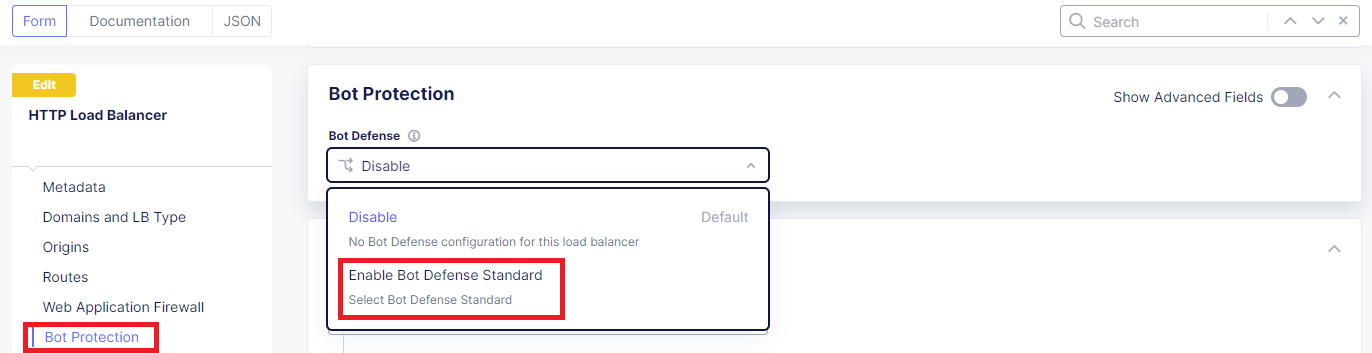 Form Documentation JSON
Search
Edit
HTTP Load Balancer
Metadata
Domains and LB Type
Origins
Routes
Web Application Firewall
Bot Protection
Bot Protection
Show Advanced Fields
Bot Defense
Disable
Disable Default
No Bot Defense configuration for this load balancer
Enable Bot Defense Standard
Select Bot Defense Standard